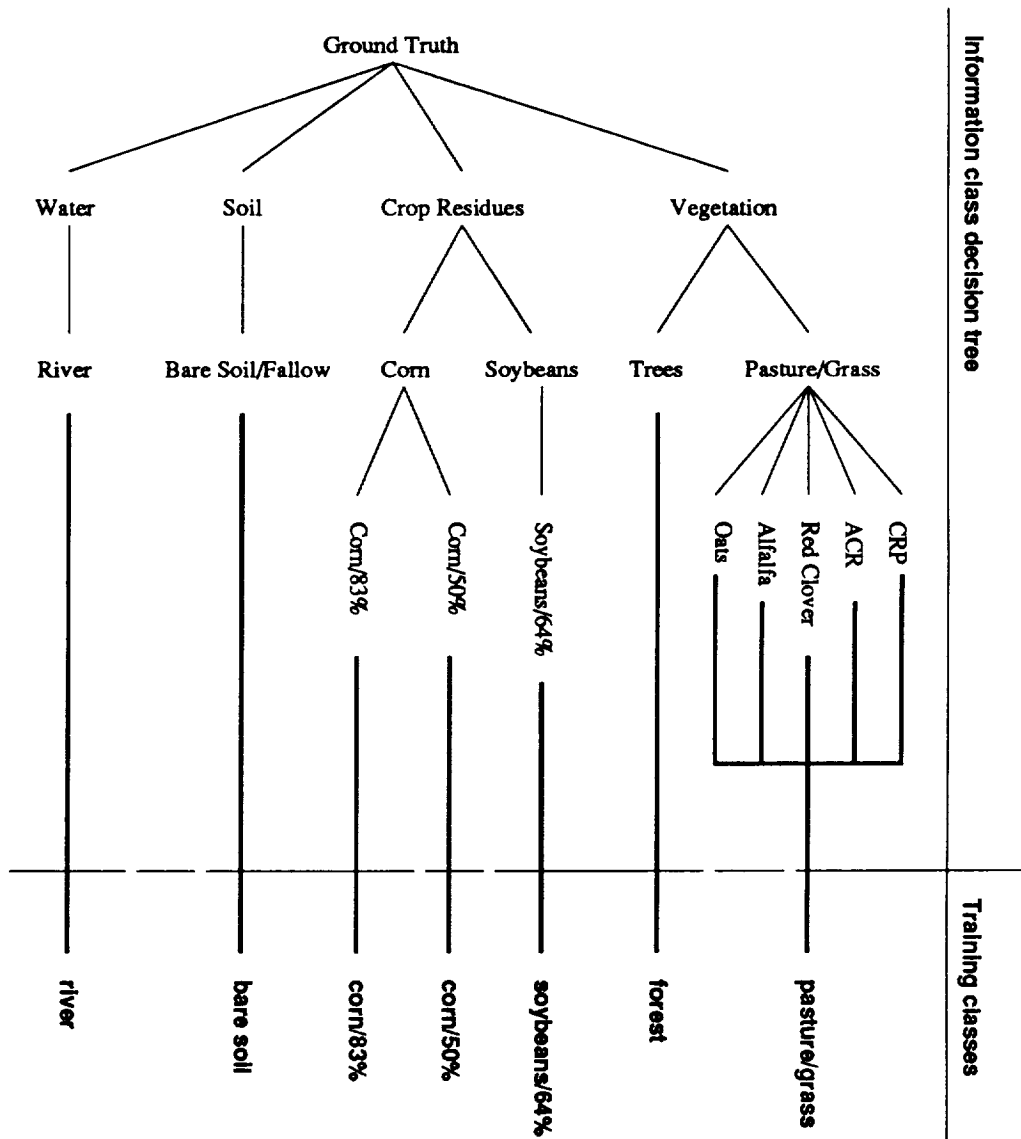 Ground Truth
Water
Soil
Crop Residues
Vegetation
River
Bare Soil/Fallow
Corn
Soybeans
Trees
Pasture/Grass
Corn/83%
Corn/50%
Soybeans/64%
Oats
Alfalfa
Red Clover
ACR
CRP
Information class decision tree
river
bare soil
corn/83%
corn/50%
soybeans/64%
forest
pasture/grass
Training classes